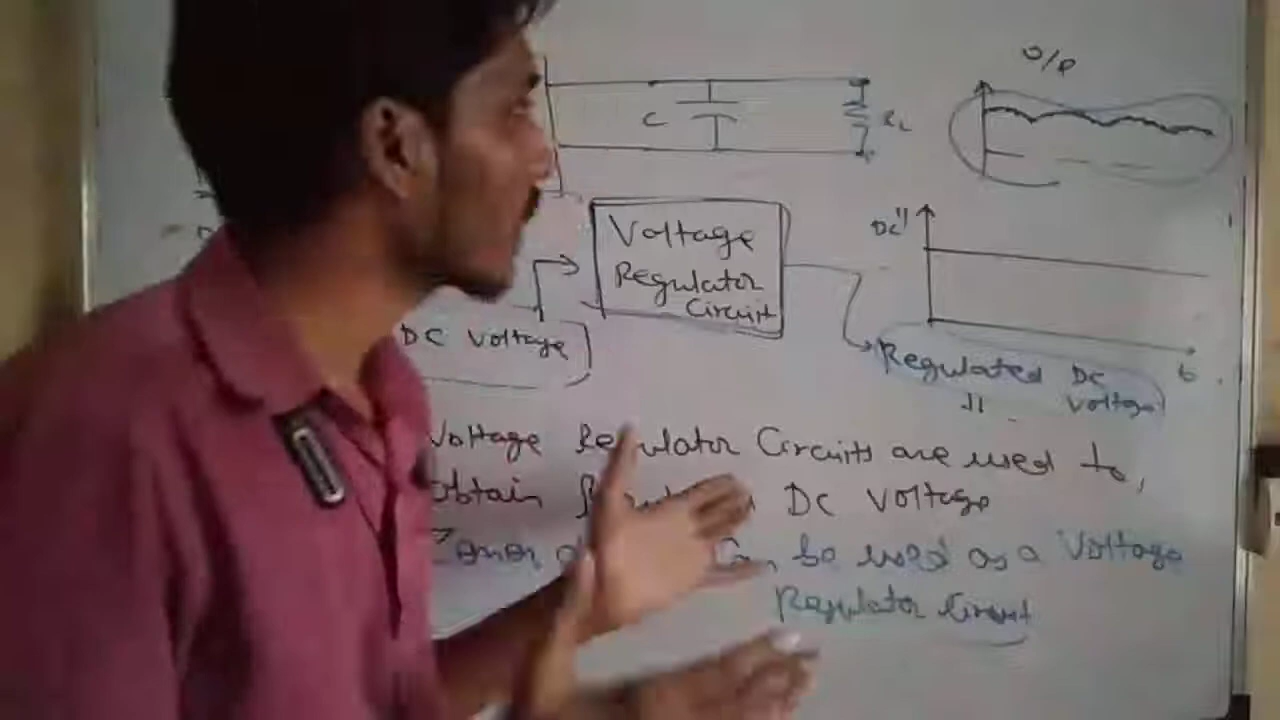 O/P
C
RL
DC
Voltage
Regulator
Circuit
DC Voltage
Regulated DC
Voltage
t
Voltage Regulator Circuits are used to,
obtain DC Voltage
Zener Can be used as a Voltage
Regulator Circuit